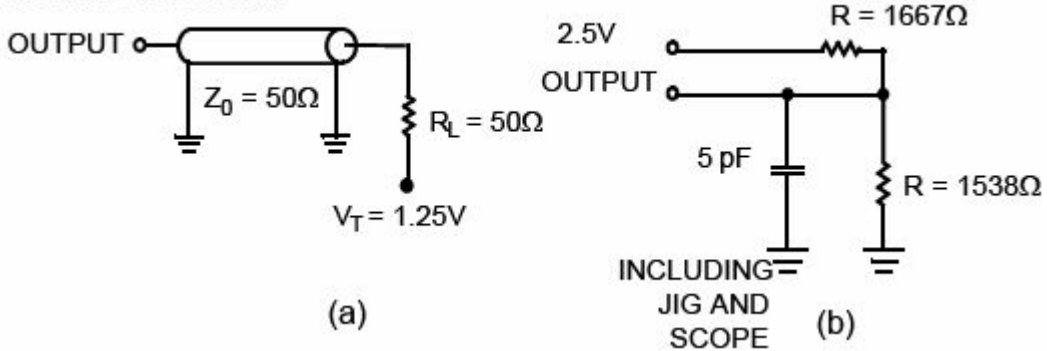 OUTPUT
Z0 = 50Ω
RL = 50Ω
VT = 1.25V
(a)
R = 1667Ω
2.5V
OUTPUT
5 pF
R = 1538Ω
INCLUDING
JIG AND
SCOPE
(b)